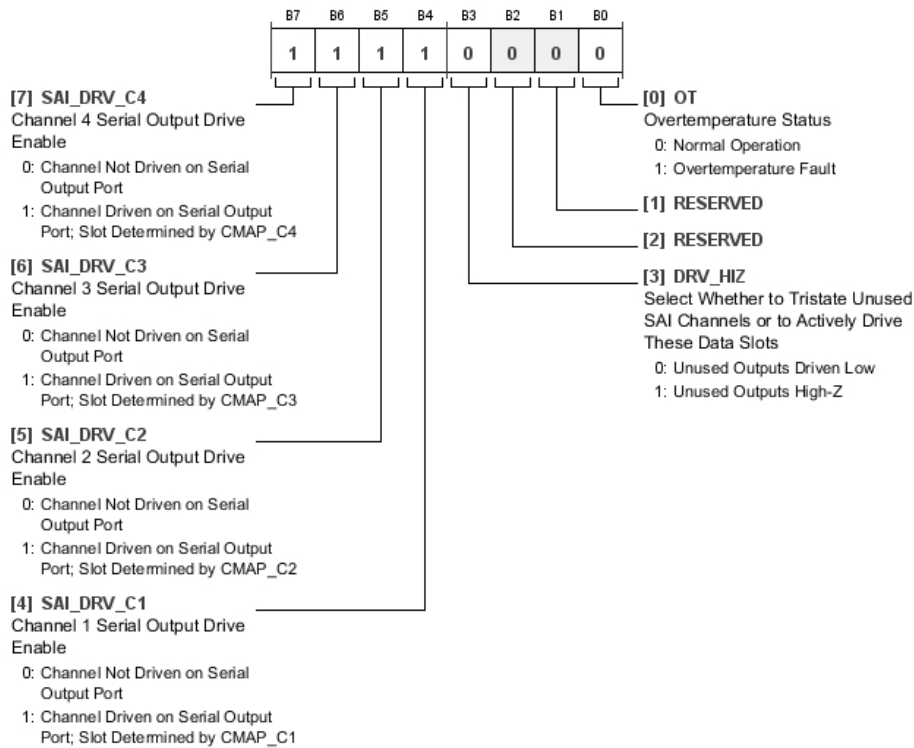 B7 B6 B5 B4 B3 B2 B1 B0
1 1 1 1 0 0 0 0
[7] SAI_DRV_C4
Channel 4 Serial Output Drive
Enable
0: Channel Not Driven on Serial
Output Port
1: Channel Driven on Serial Output
Port; Slot Determined by CMAP_C4
[6] SAI_DRV_C3
Channel 3 Serial Output Drive
Enable
0: Channel Not Driven on Serial
Output Port
1: Channel Driven on Serial Output
Port; Slot Determined by CMAP_C3
[5] SAI_DRV_C2
Channel 2 Serial Output Drive
Enable
0: Channel Not Driven on Serial
Output Port
1: Channel Driven on Serial Output
Port; Slot Determined by CMAP_C2
[4] SAI_DRV_C1
Channel 1 Serial Output Drive
Enable
0: Channel Not Driven on Serial
Output Port
1: Channel Driven on Serial Output
Port; Slot Determined by CMAP_C1
[0] OT
Overtemperature Status
0: Normal Operation
1: Overtemperature Fault
[1] RESERVED
[2] RESERVED
[3] DRV_HIZ
Select Whether to Tristate Unused
SAI Channels or to Actively Drive
These Data Slots
0: Unused Outputs Driven Low
1: Unused Outputs High-Z